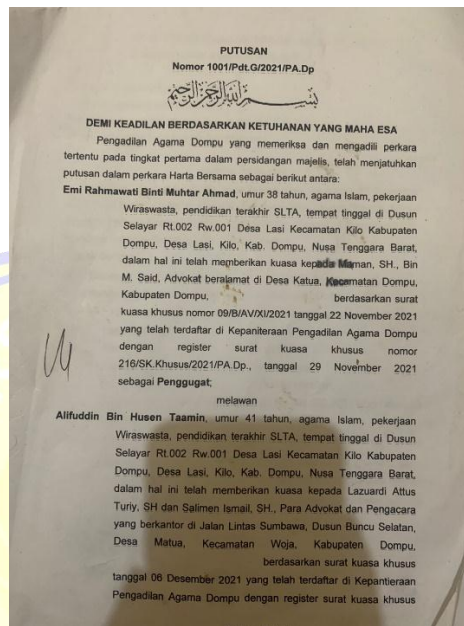 PUTUSAN
Nomor 1001/Pdt.G/2021/PA.Dp
بسم الله الرحمن الرحيم
DEMI KEADILAN BERDASARKAN KETUHANAN YANG MAHA ESA
Pengadilan Agama Dompu yang memeriksa dan mengadili perkara
tertentu pada tingkat pertama dalam persidangan majelis, telah menjatuhkan
putusan dalam perkara Harta Bersama sebagai berikut antara:
Emi Rahmawati Binti Muhtar Ahmad, umur 38 tahun, agama Islam, pekerjaan
Wiraswasta, pendidikan terakhir SLTA, tempat tinggal di Dusun
Selayar Rt.002 Rw.001 Desa Lasi Kecamatan Kilo Kabupaten
Dompu, Desa Lasi, Kilo, Kab. Dompu, Nusa Tenggara Barat,
dalam hal ini telah memberikan kuasa kepada Maman, SH., Bin
M. Said, Advokat beralamat di Desa Katua, Kecamatan Dompu,
Kabupaten Dompu, berdasarkan surat
kuasa khusus nomor 09/B/AV/XI/2021 tanggal 22 November 2021
yang telah terdaftar di Kepaniteraan Pengadilan Agama Dompu
dengan register surat kuasa khusus nomor
216/SK.Khusus/2021/PA.Dp., tanggal 29 November 2021
sebagai Penggugat;
melawan
Alifuddin Bin Husen Taamin, umur 41 tahun, agama Islam, pekerjaan
Wiraswasta, pendidikan terakhir SLTA, tempat tinggal di Dusun
Selayar Rt.002 Rw.001 Desa Lasi Kecamatan Kilo Kabupaten
Dompu, Desa Lasi, Kilo, Kab. Dompu, Nusa Tenggara Barat,
dalam hal ini telah memberikan kuasa kepada Lazuardi Attus
Turiy, SH dan Salimen Ismail, SH., Para Advokat dan Pengacara
yang berkantor di Jalan Lintas Sumbawa, Dusun Buncu Selatan,
Desa Matua, Kecamatan Woja, Kabupaten Dompu,
berdasarkan surat kuasa khusus
tanggal 06 Desember 2021 yang telah terdaftar di Kepantieraan
Pengadilan Agama Dompu dengan register surat kuasa khusus